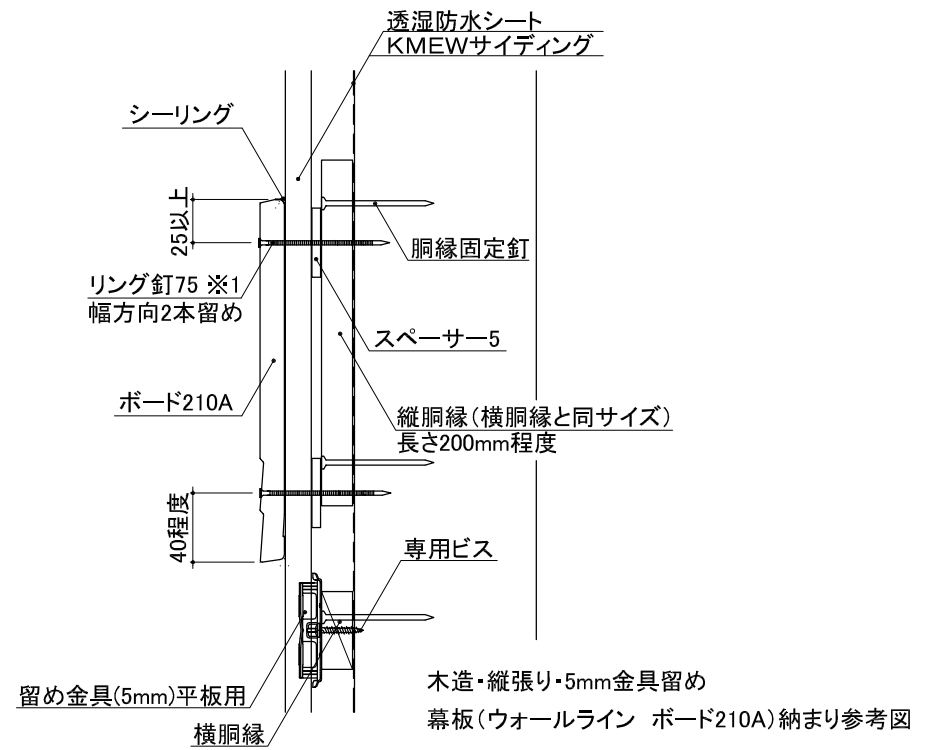 透湿防水シート
KMEWサイディング
シーリング
25以上
胴縁固定釘
リング釘75 ※1
幅方向2本留め
スペーサー5
ボード210A
縦胴縁(横胴縁と同サイズ)
長さ200mm程度
40程度
専用ビス
留め金具(5mm)平板用
横胴縁
木造・縦張り・5mm金具留め
幕板(ウォールライン ボード210A)納まり参考図